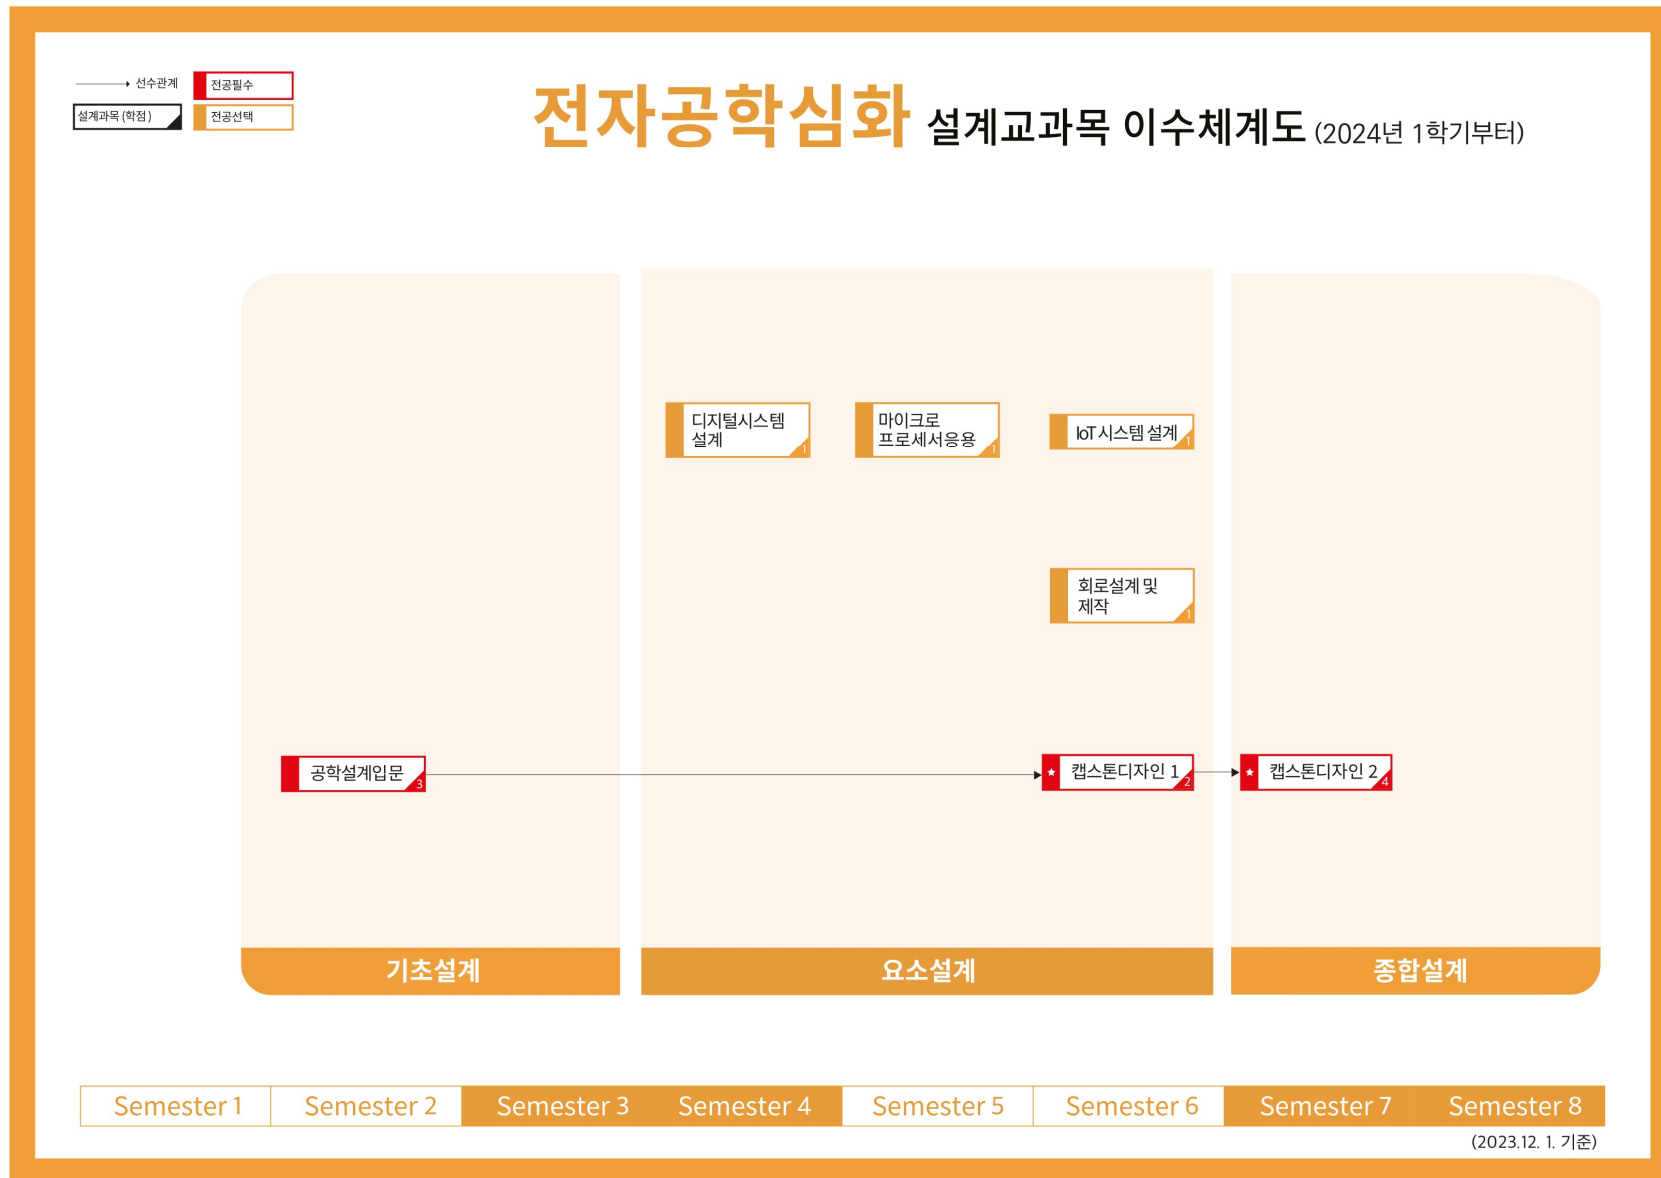 선수관계
전공필수
설계과목 (학점)
전공선택
전자공학심화 설계교과목 이수체계도 (2024년 1학기부터)
디지털시스템
설계
1
마이크로
프로세서응용
1
IoT 시스템 설계
1
회로설계 및
제작
1
공학설계입문
3
캡스톤디자인 1
2
캡스톤디자인 2
4
기초설계
요소설계
종합설계
Semester 1
Semester 2
Semester 3
Semester 4
Semester 5
Semester 6
Semester 7
Semester 8
(2023.12. 1. 기준)